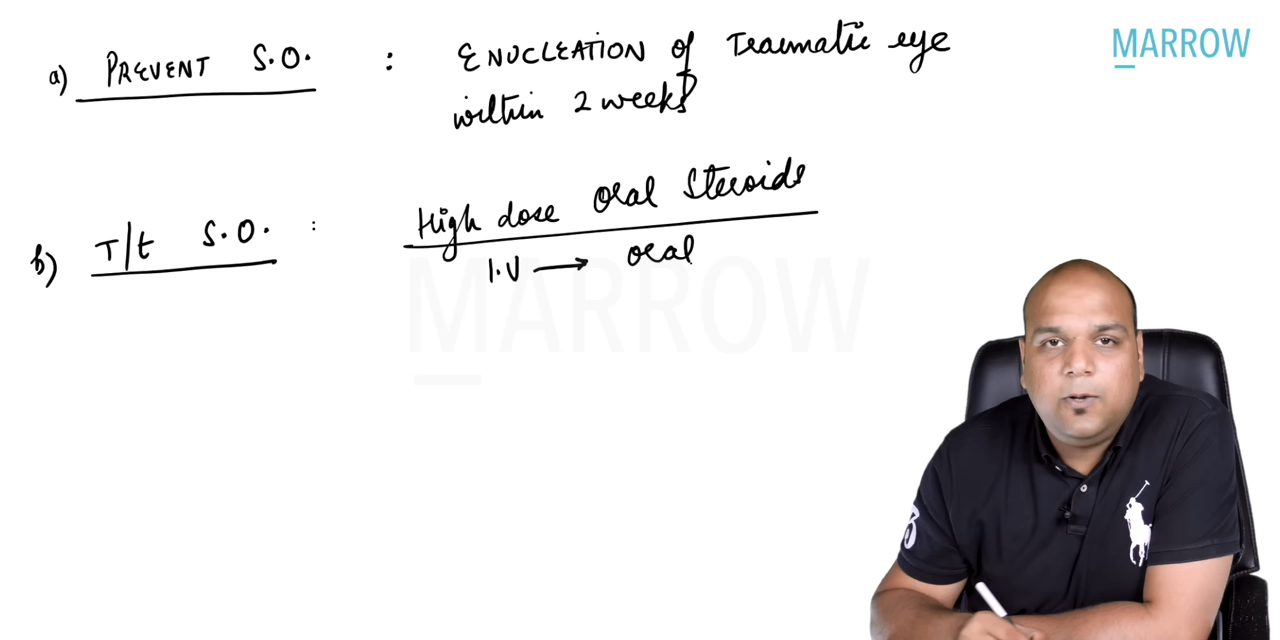 MARROW
a) PREVENT S.O. : ENUCLEATION of Traumatic eye
within 2 weeks
b) T/t S.O. : High dose Oral Steroids
I.V → oral
MARROW